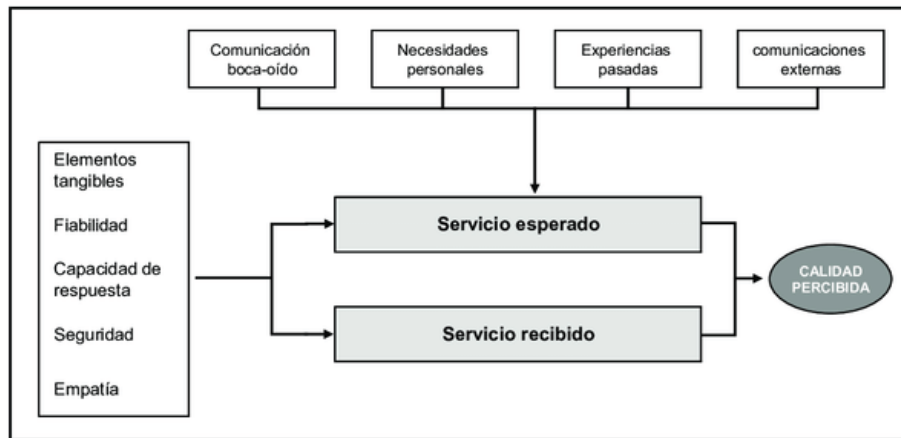 Comunicación
boca-oído
Necesidades
personales
Experiencias
pasadas
comunicaciones
externas
Elementos
tangibles
Fiabilidad
Capacidad de
respuesta
Seguridad
Empatía
Servicio esperado
Servicio recibido
CALIDAD
PERCIBIDA